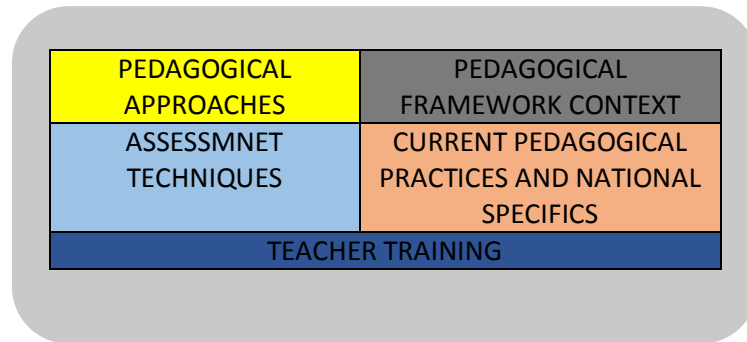 PEDAGOGICAL
APPROACHES
PEDAGOGICAL
FRAMEWORK CONTEXT
ASSESSMNET
TECHNIQUES
CURRENT PEDAGOGICAL
PRACTICES AND NATIONAL
SPECIFICS
TEACHER TRAINING